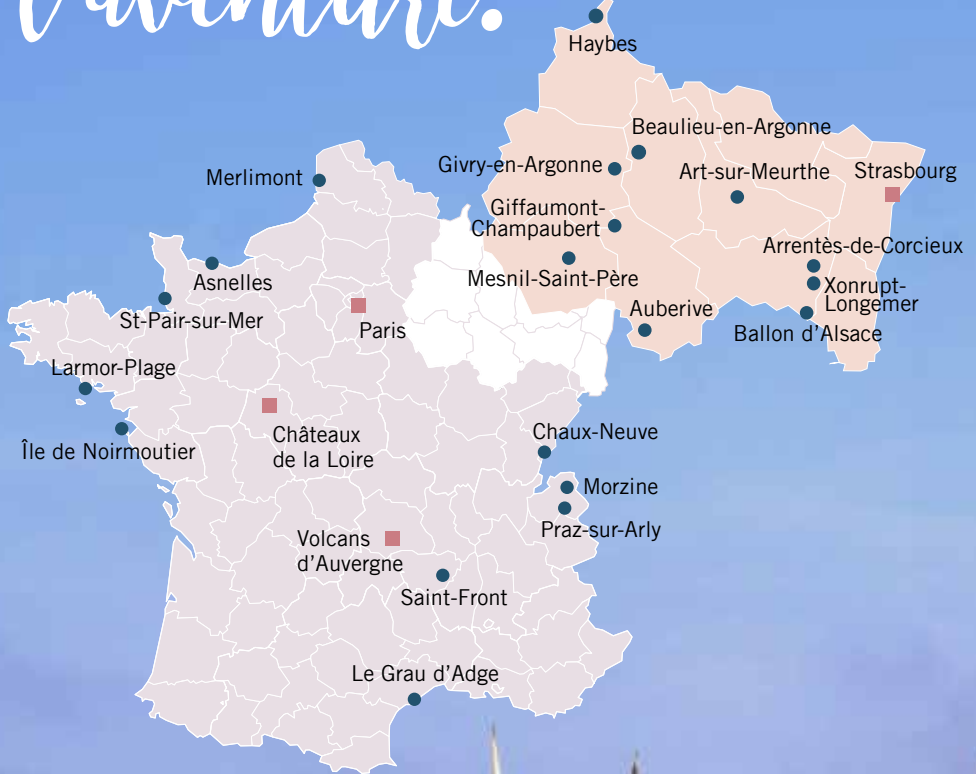 l'aventure.
Haybes
Beaulieu-en-Argonne
Givry-en-Argonne
Art-sur-Meurthe
Strasbourg
Merlimont
Giffaumont-
Champaubert
Arrentès-de-Corcieux
Asnelles
Mesnil-Saint-Père
Xonrupt-
Longemer
St-Pair-sur-Mer
Paris
Auberive
Ballon d'Alsace
Larmor-Plage
Châteaux
de la Loire
Chaux-Neuve
Île de Noirmoutier
Morzine
Praz-sur-Arly
Volcans
d'Auvergne
Saint-Front
Le Grau d'Adge